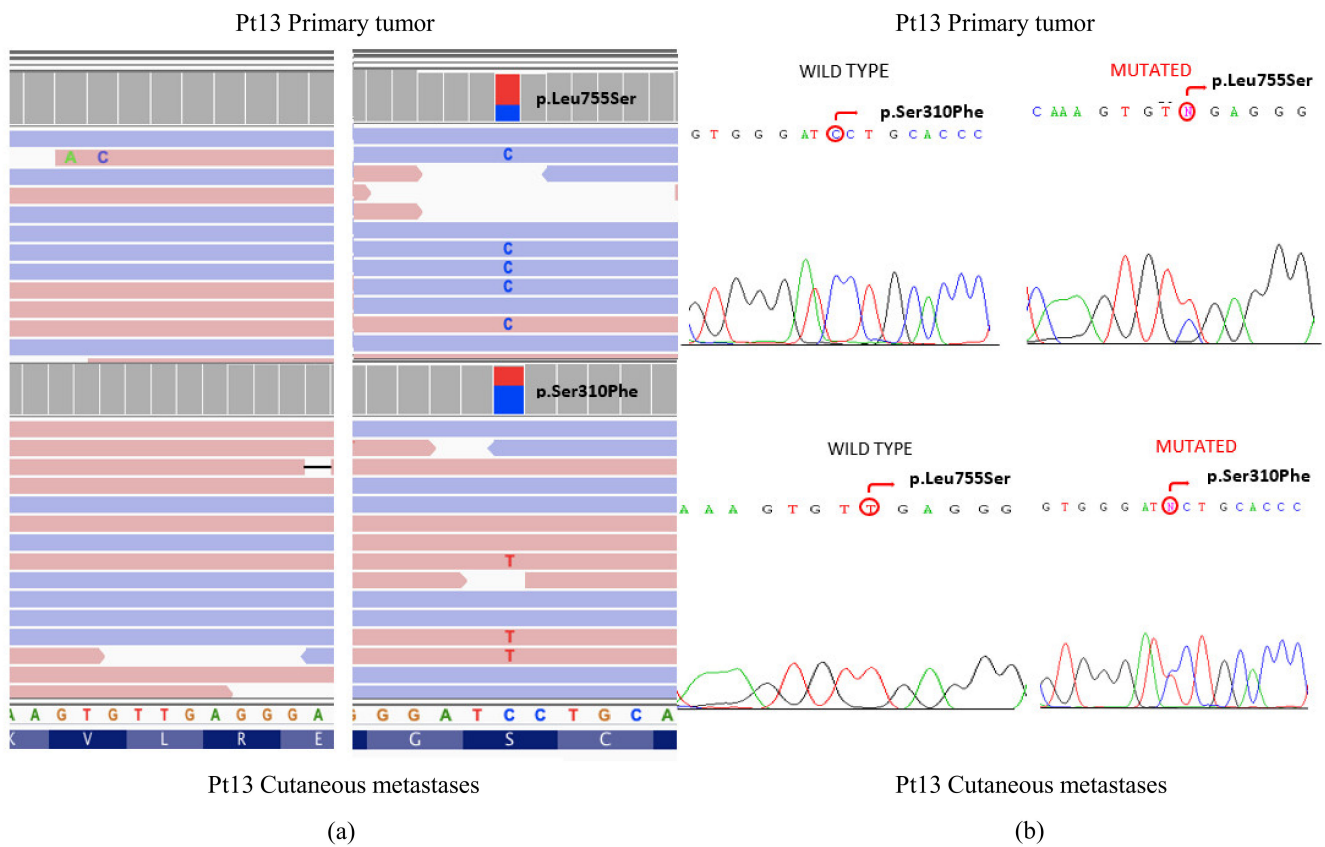 Pt13 Primary tumor
p.Leu755Ser
A C
C
C
C
C
C
p.Ser310Phe
T
T
T
A A G T G T T G A G G G A
G G G A T C C T G C A
K V L R E
G S C
Pt13 Cutaneous metastases
(a)
Pt13 Primary tumor
WILD TYPE
p.Ser310Phe
G T G G G A T C C T G C A C C C
MUTATED
p.Leu755Ser
C A A A G T G T N G A G G G
WILD TYPE
p.Leu755Ser
A A A G T G T T G A G G G
MUTATED
p.Ser310Phe
G T G G G A T N C T G C A C C C
Pt13 Cutaneous metastases
(b)